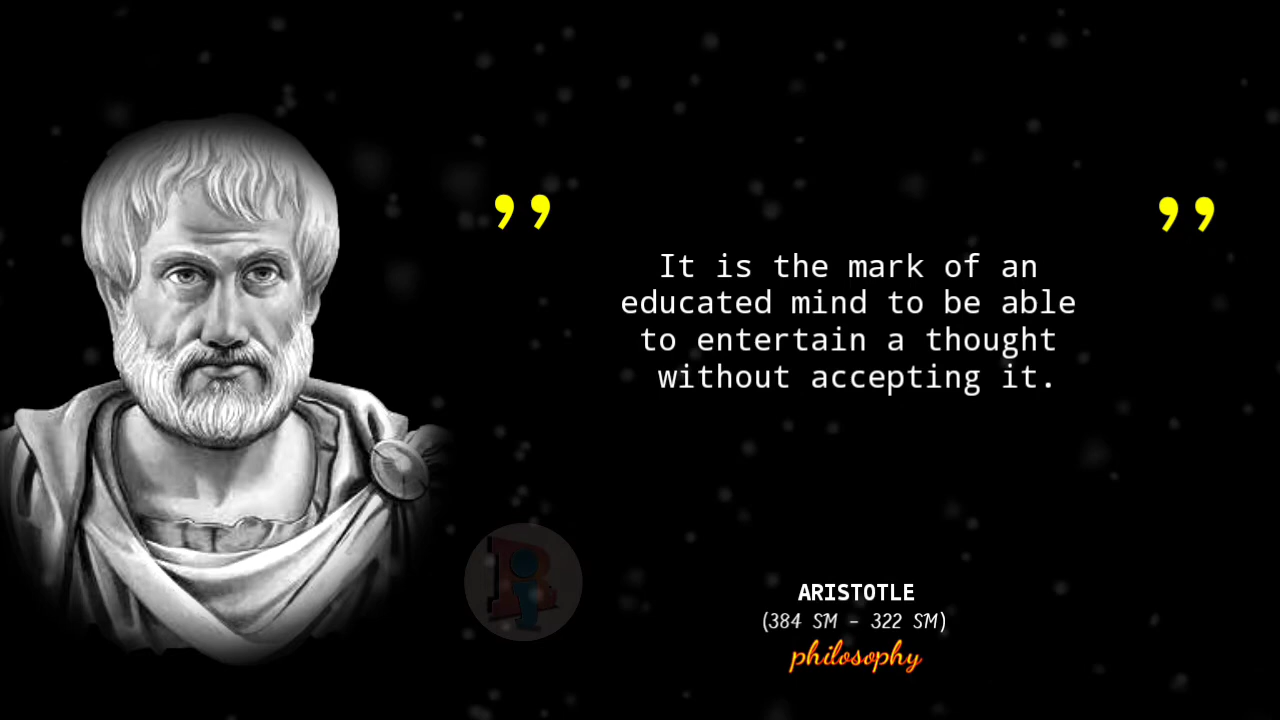 ” ”
It is the mark of an
educated mind to be able
to entertain a thought
without accepting it.
ARISTOTLE
(384 SM – 322 SM)
philosophy